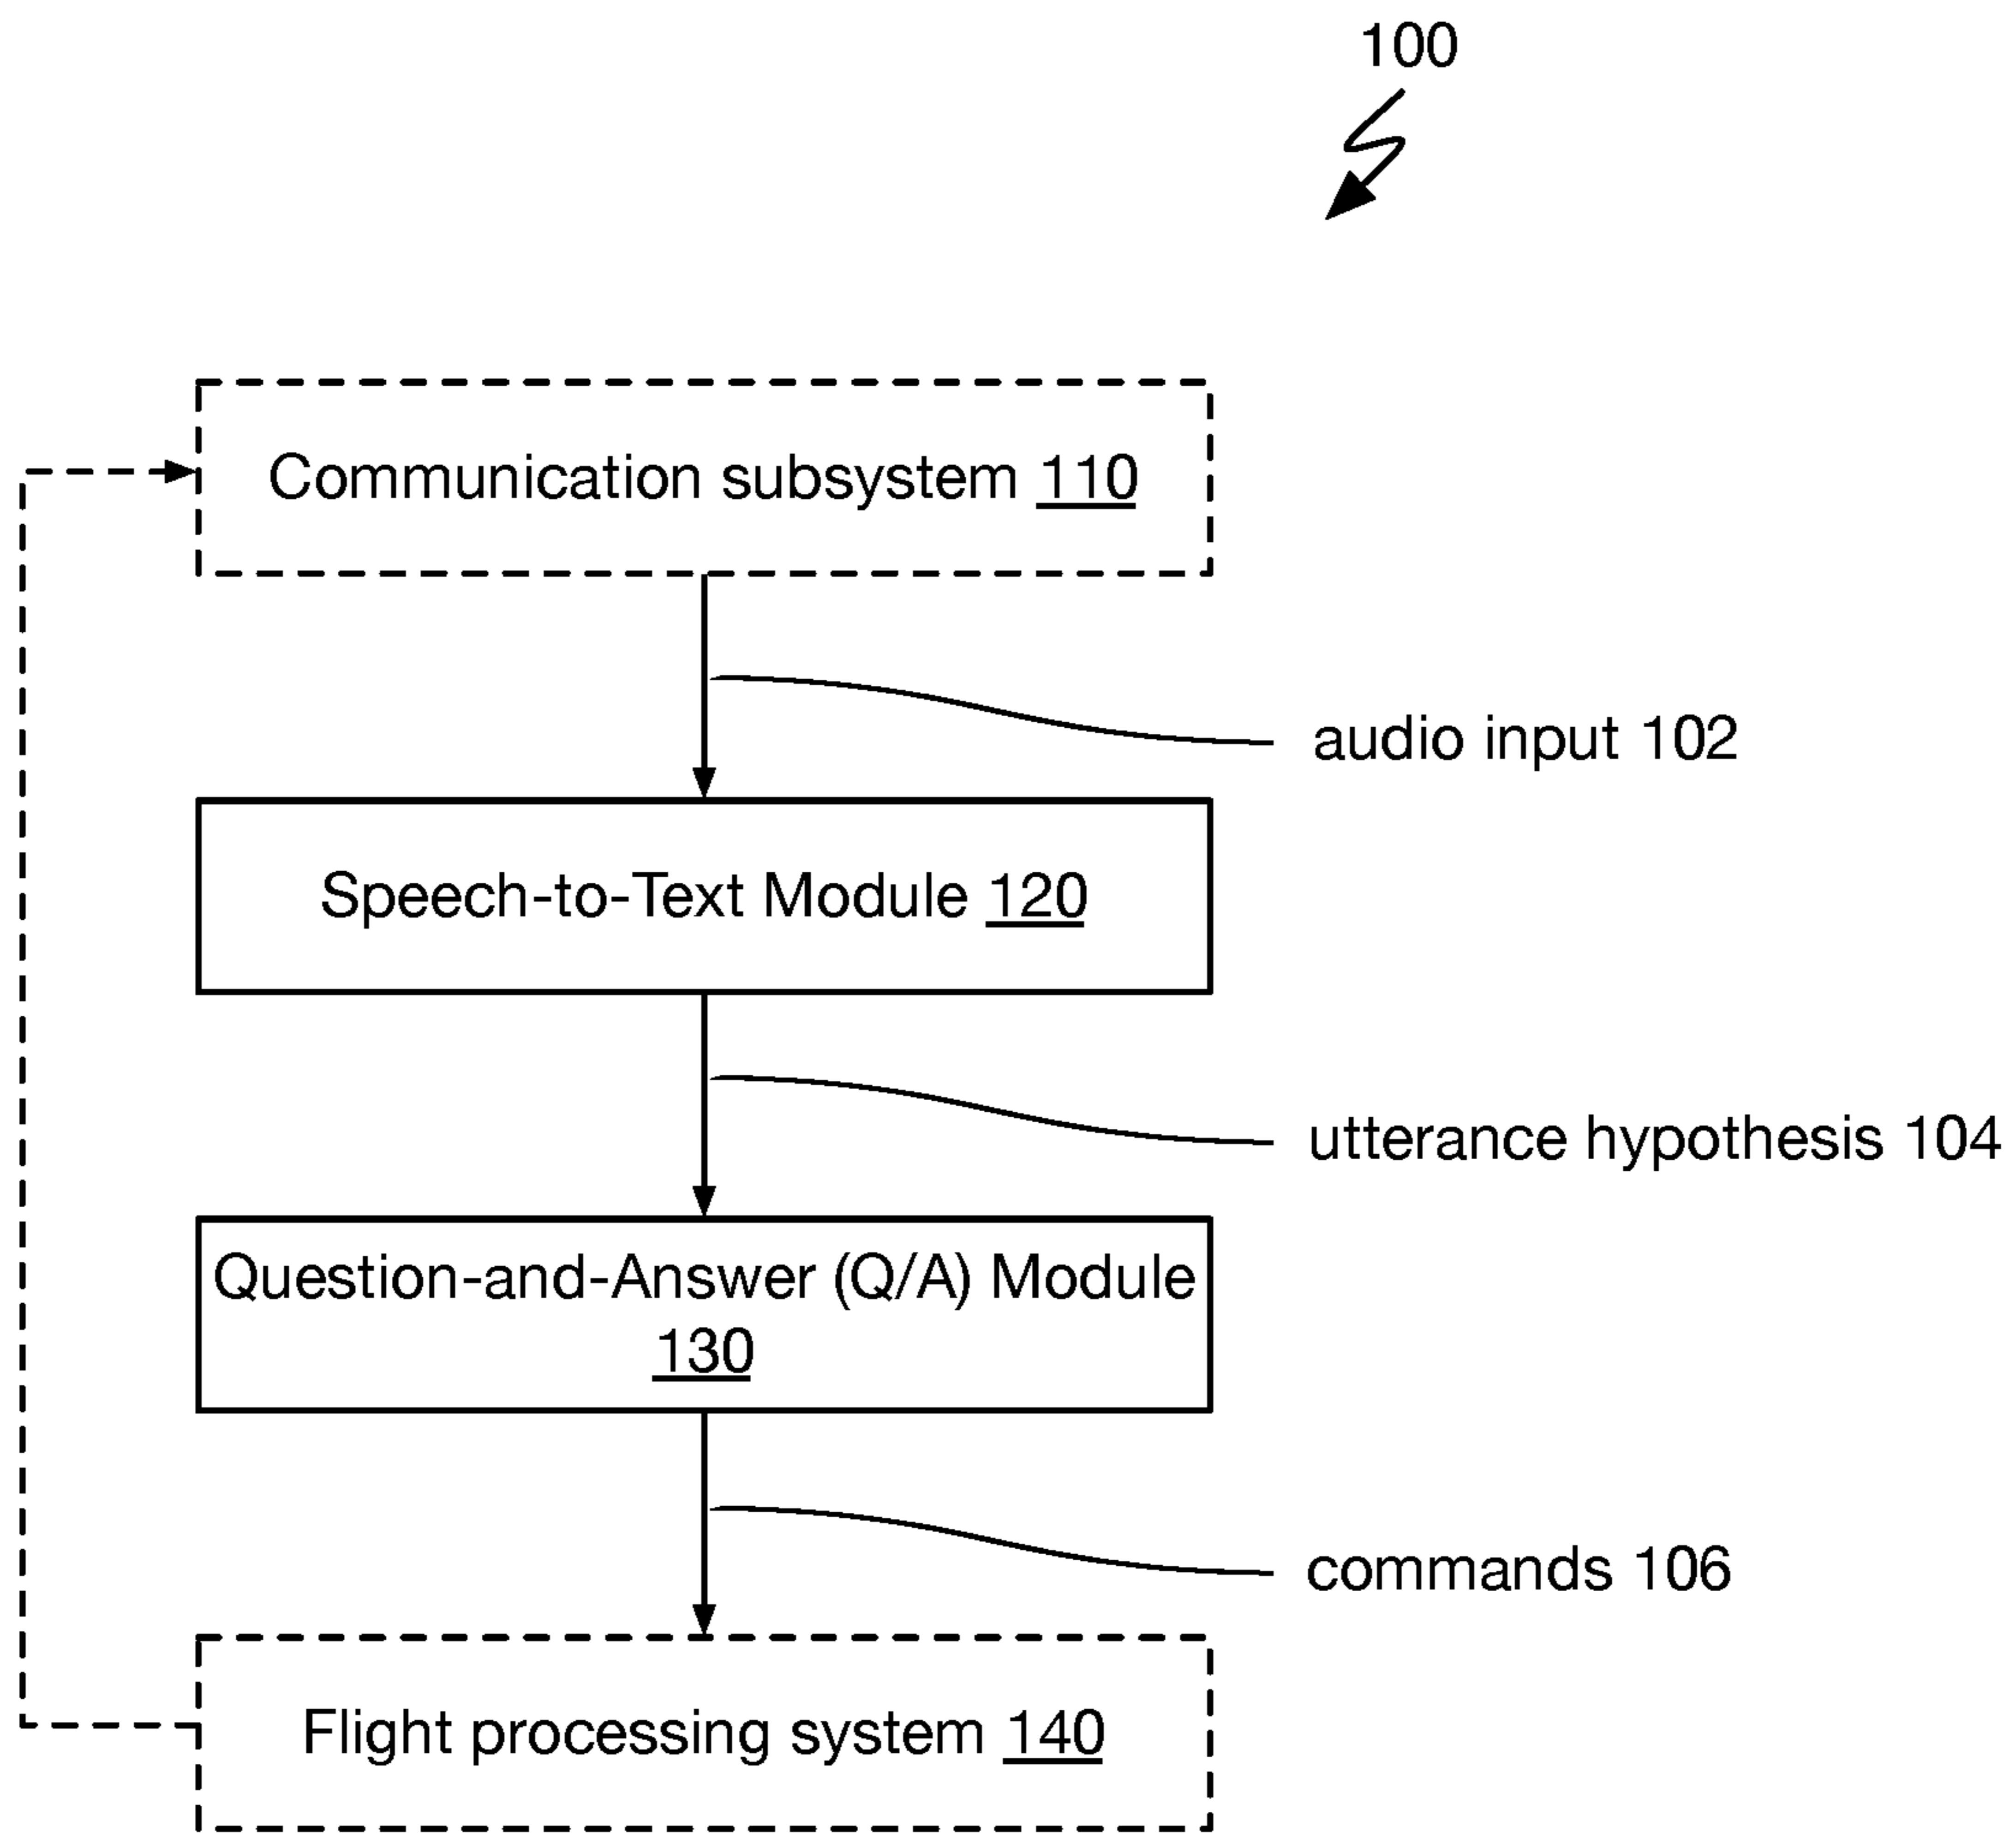 100
Communication subsystem 110
audio input 102
Speech-to-Text Module 120
utterance hypothesis 104
Question-and-Answer (Q/A) Module
130
commands 106
Flight processing system 140